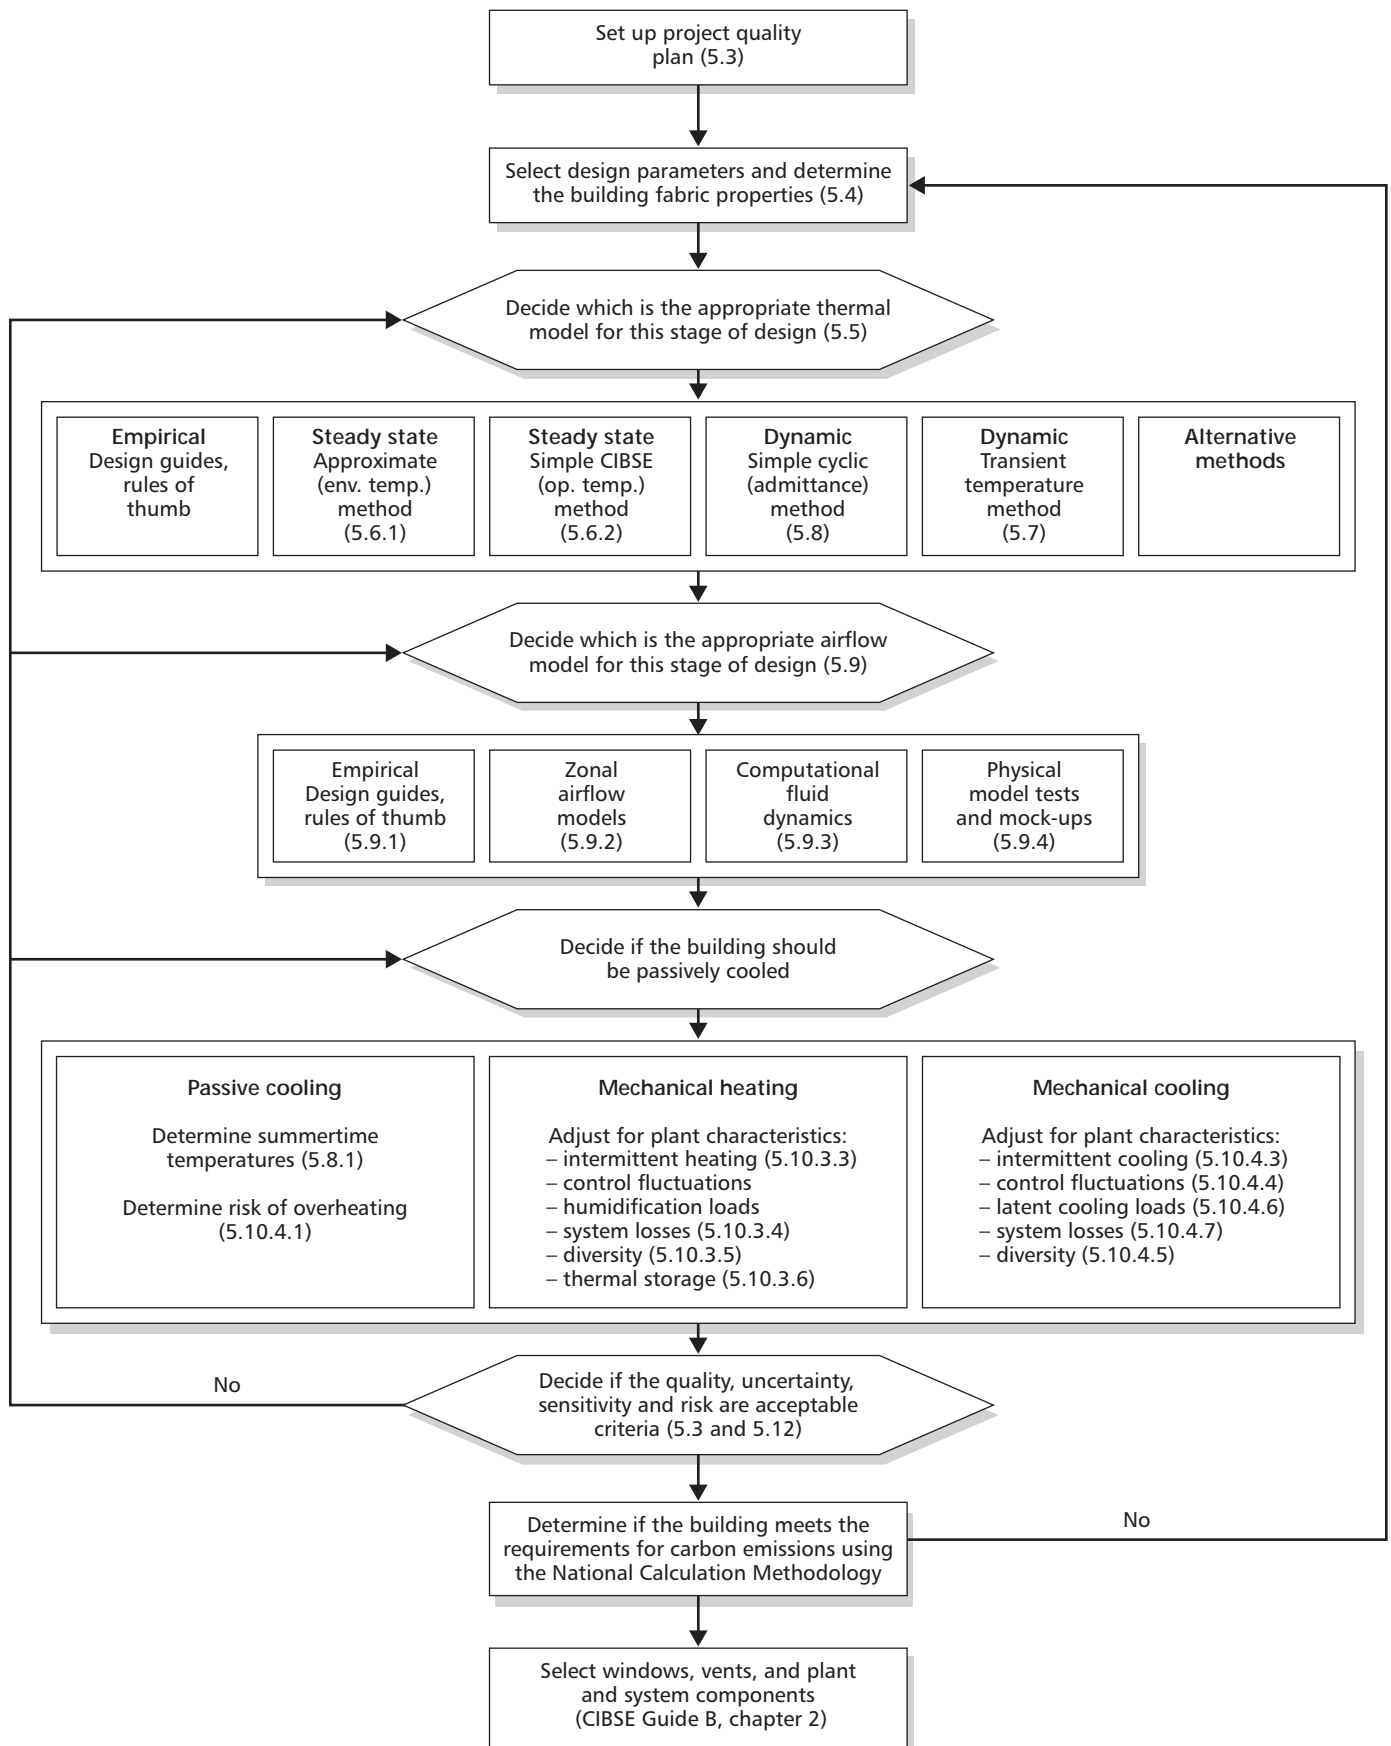 Set up project quality
plan (5.3)
Select design parameters and determine
the building fabric properties (5.4)
Decide which is the appropriate thermal
model for this stage of design (5.5)
Empirical
Design guides,
rules of
thumb
Steady state
Approximate
(env. temp.)
method
(5.6.1)
Steady state
Simple CIBSE
(op. temp.)
method
(5.6.2)
Dynamic
Simple cyclic
(admittance)
method
(5.8)
Dynamic
Transient
temperature
method
(5.7)
Alternative
methods
Decide which is the appropriate airflow
model for this stage of design (5.9)
Empirical
Design guides,
rules of thumb
(5.9.1)
Zonal
airflow
models
(5.9.2)
Computational
fluid
dynamics
(5.9.3)
Physical
model tests
and mock-ups
(5.9.4)
Decide if the building should
be passively cooled
Passive cooling
Determine summertime
temperatures (5.8.1)
Determine risk of overheating
(5.10.4.1)
Mechanical heating
Adjust for plant characteristics:
– intermittent heating (5.10.3.3)
– control fluctuations
– humidification loads
– system losses (5.10.3.4)
– diversity (5.10.3.5)
– thermal storage (5.10.3.6)
Mechanical cooling
Adjust for plant characteristics:
– intermittent cooling (5.10.4.3)
– control fluctuations (5.10.4.4)
– latent cooling loads (5.10.4.6)
– system losses (5.10.4.7)
– diversity (5.10.4.5)
No
Decide if the quality, uncertainty,
sensitivity and risk are acceptable
criteria (5.3 and 5.12)
Determine if the building meets the
requirements for carbon emissions using
the National Calculation Methodology
No
Select windows, vents, and plant
and system components
(CIBSE Guide B, chapter 2)